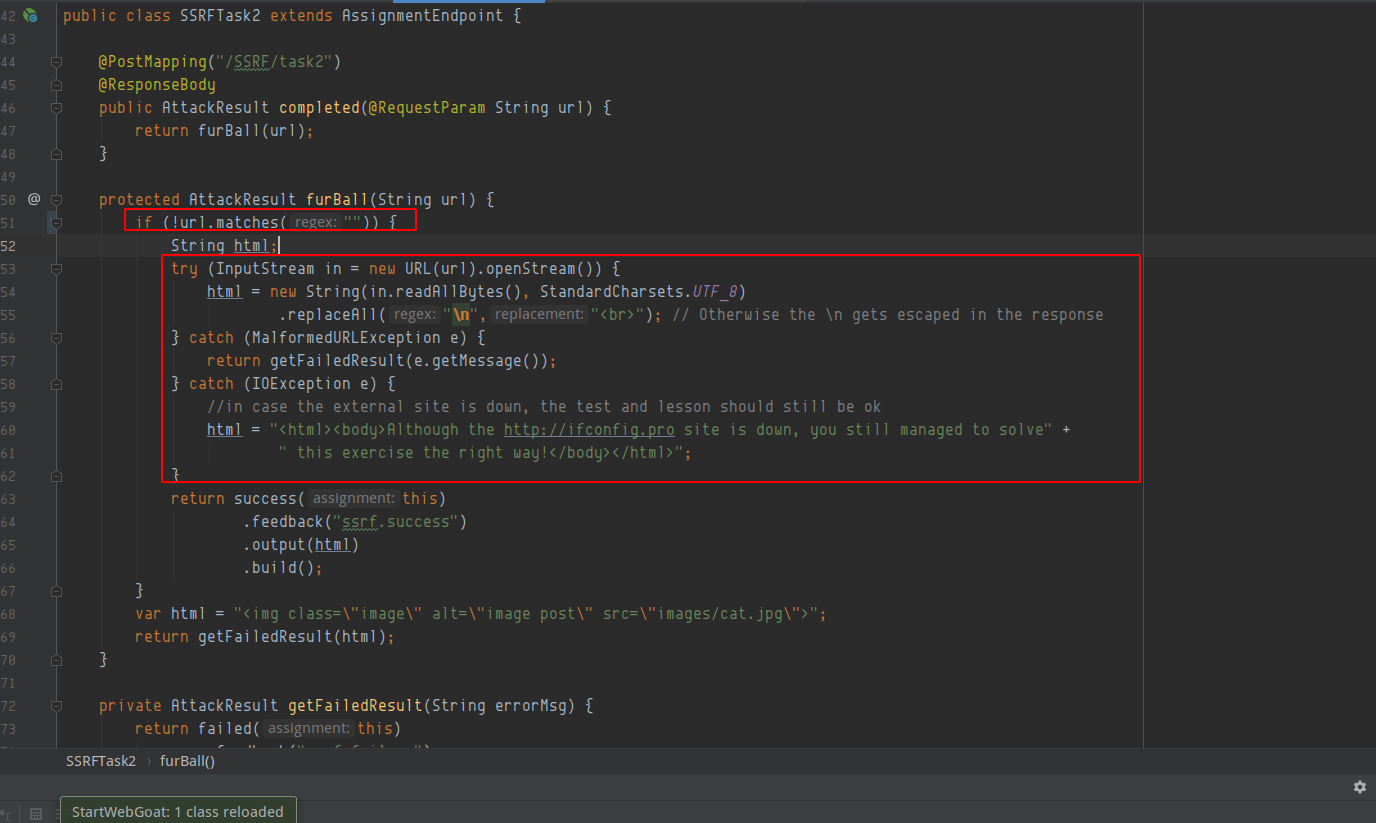 42 public class SSRFTask2 extends AssignmentEndpoint {
43
44 @PostMapping("/SSRF/task2")
45 @ResponseBody
46 public AttackResult completed(@RequestParam String url) {
47 return furBall(url);
48 }
49
50 @ protected AttackResult furBall(String url) {
51 if (!url.matches( regex: "")) {
52 String html;
53 try (InputStream in = new URL(url).openStream()) {
54 html = new String(in.readAllBytes(), StandardCharsets.UTF_8)
55 .replaceAll( regex: "\n", replacement: "<br>"); // Otherwise the \n gets escaped in the response
56 } catch (MalformedURLException e) {
57 return getFailedResult(e.getMessage());
58 } catch (IOException e) {
59 //in case the external site is down, the test and lesson should still be ok
60 html = "<html><body>Although the http://ifconfig.pro site is down, you still managed to solve" +
61 " this exercise the right way!</body></html>";
62 }
63 return success( assignment: this)
64 .feedback("ssrf.success")
65 .output(html)
66 .build();
67 }
68 var html = "<img class=\"image\" alt=\"image post\" src=\"images/cat.jpg\">";
69 return getFailedResult(html);
70 }
71
72 private AttackResult getFailedResult(String errorMsg) {
73 return failed( assignment: this)
SSRFTask2 › furBall()
StartWebGoat: 1 class reloaded